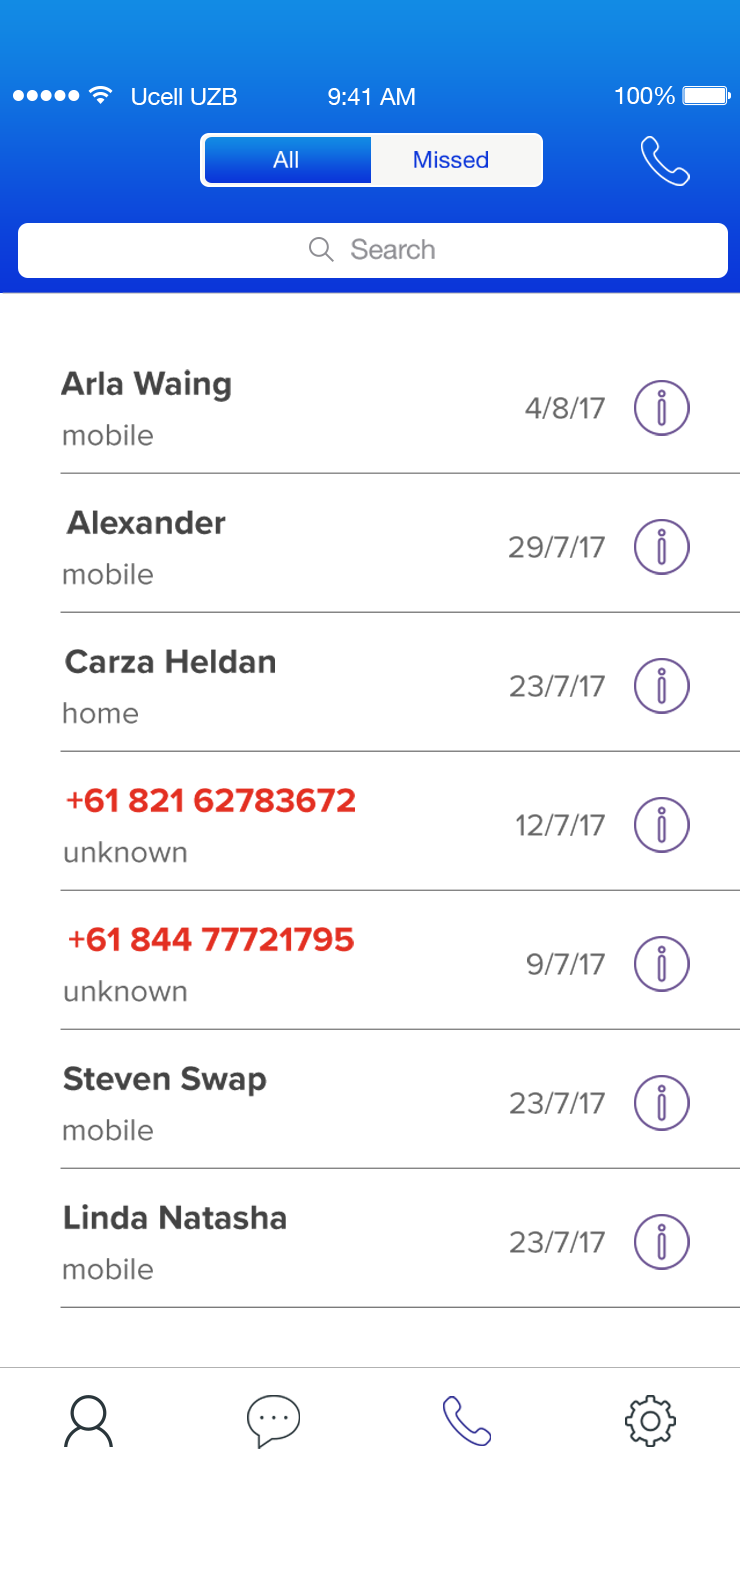 Ucell UZB 9:41 AM 100%
All Missed
Search
Arla Waing
4/8/17
mobile
Alexander
29/7/17
mobile
Carza Heldan
23/7/17
home
+61 821 62783672
12/7/17
unknown
+61 844 77721795
9/7/17
unknown
Steven Swap
23/7/17
mobile
Linda Natasha
23/7/17
mobile